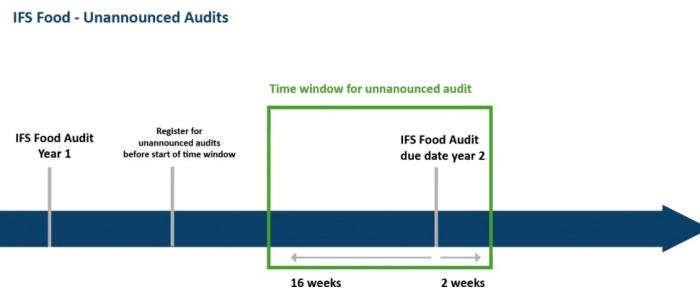 IFS Food - Unannounced Audits
Time window for unnanounced audit
IFS Food Audit
Year 1
Register for
unannounced audits
before start of time window
IFS Food Audit
due date year 2
16 weeks
2 weeks